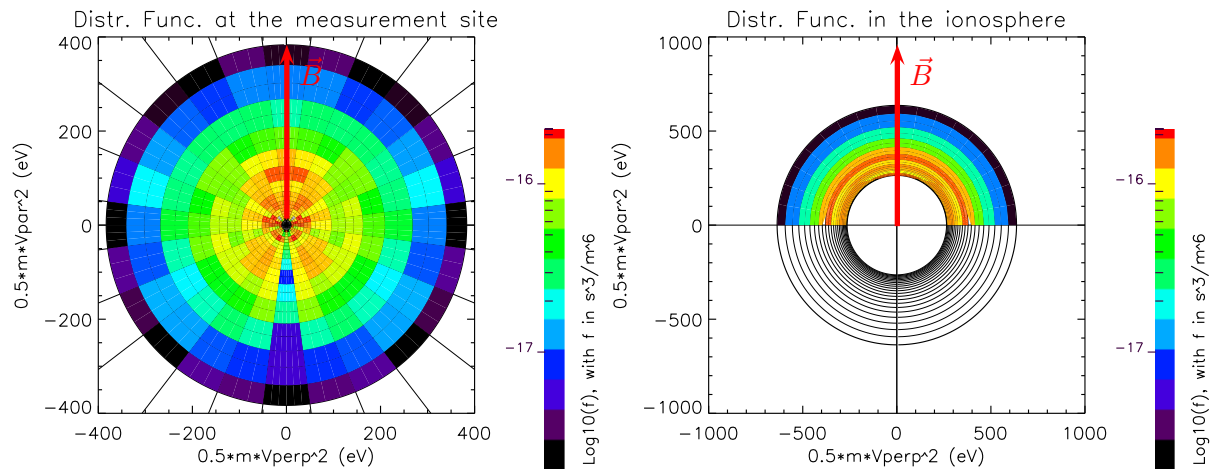 Distr. Func. at the measurement site
400
200
0
−200
−400
0.5*m*Vpar^2 (eV)
−400 −200 0 200 400
0.5*m*Vperp^2 (eV)
B
−16
−17
Log10(f), with f in s^3/m^6
Distr. Func. in the ionosphere
1000
500
0
−500
−1000
0.5*m*Vpar^2 (eV)
−1000 −500 0 500 1000
0.5*m*Vperp^2 (eV)
B
−16
−17
Log10(f), with f in s^3/m^6